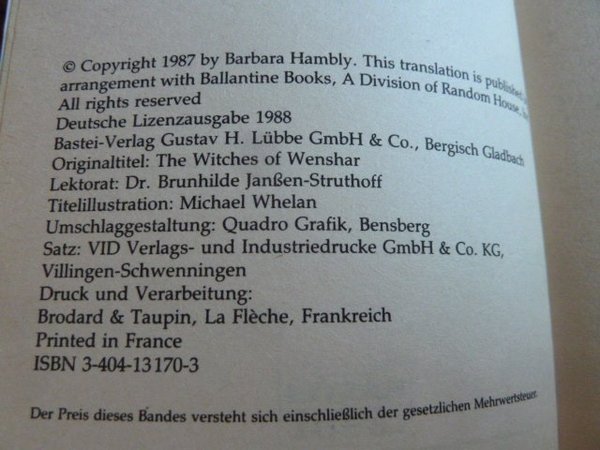 © Copyright 1987 by Barbara Hambly. This translation is published
arrangement with Ballantine Books, A Division of Random House,
All rights reserved
Deutsche Lizenzausgabe 1988
Bastei-Verlag Gustav H. Lübbe GmbH & Co., Bergisch Gladbach
Originaltitel: The Witches of Wenshar
Lektorat: Dr. Brunhilde Janßen-Struthoff
Titelillustration: Michael Whelan
Umschlaggestaltung: Quadro Grafik, Bensberg
Satz: VID Verlags- und Industriedrucke GmbH & Co. KG,
Villingen-Schwenningen
Druck und Verarbeitung:
Brodard & Taupin, La Flèche, Frankreich
Printed in France
ISBN 3-404-13170-3
Der Preis dieses Bandes versteht sich einschließlich der gesetzlichen Mehrwertsteuer.